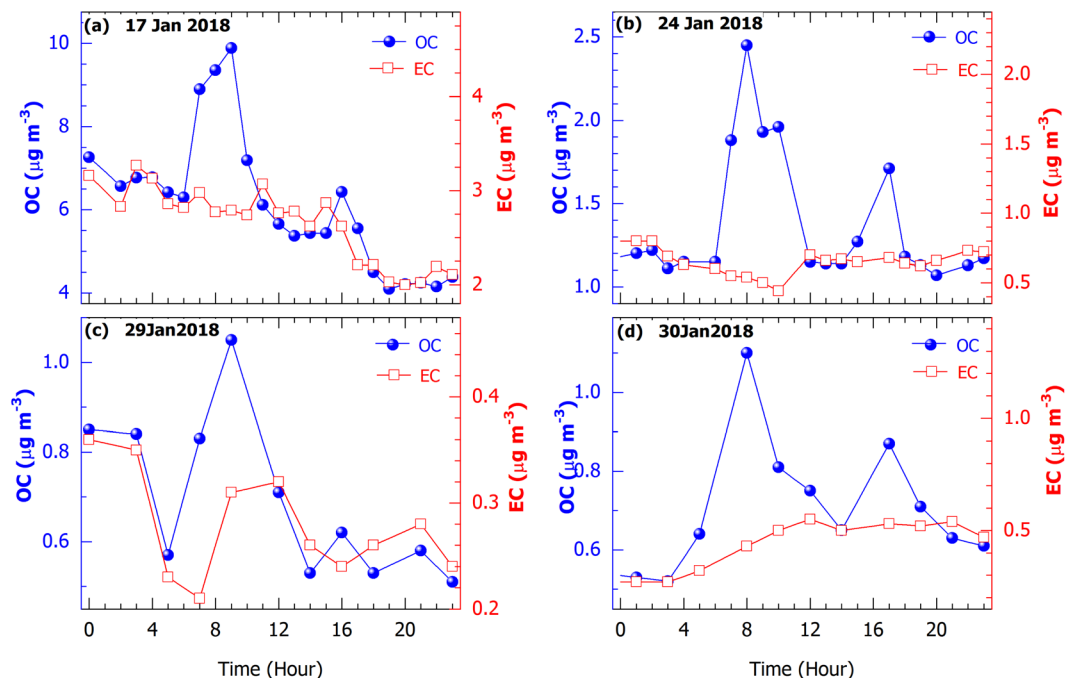 (a) 17 Jan 2018
OC
EC
10
8
6
4
OC (µg m⁻³)
4
3
2
EC (µg m⁻³)
(b) 24 Jan 2018
OC
EC
2.5
2.0
1.5
1.0
OC (µg m⁻³)
2.0
1.5
1.0
0.5
EC (µg m⁻³)
(c) 29Jan2018
OC
EC
1.0
0.8
0.6
OC (µg m⁻³)
0.4
0.3
0.2
EC (µg m⁻³)
0 4 8 12 16 20
Time (Hour)
(d) 30Jan2018
OC
EC
1.0
0.8
0.6
OC (µg m⁻³)
1.0
0.5
EC (µg m⁻³)
0 4 8 12 16 20
Time (Hour)